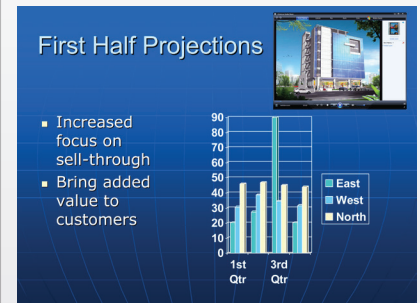 First Half Projections
Increased
focus on
sell-through
Bring added
value to
customers
90
80
70
60
50
40
30
20
10
0
1st
Qtr
3rd
Qtr
East
West
North